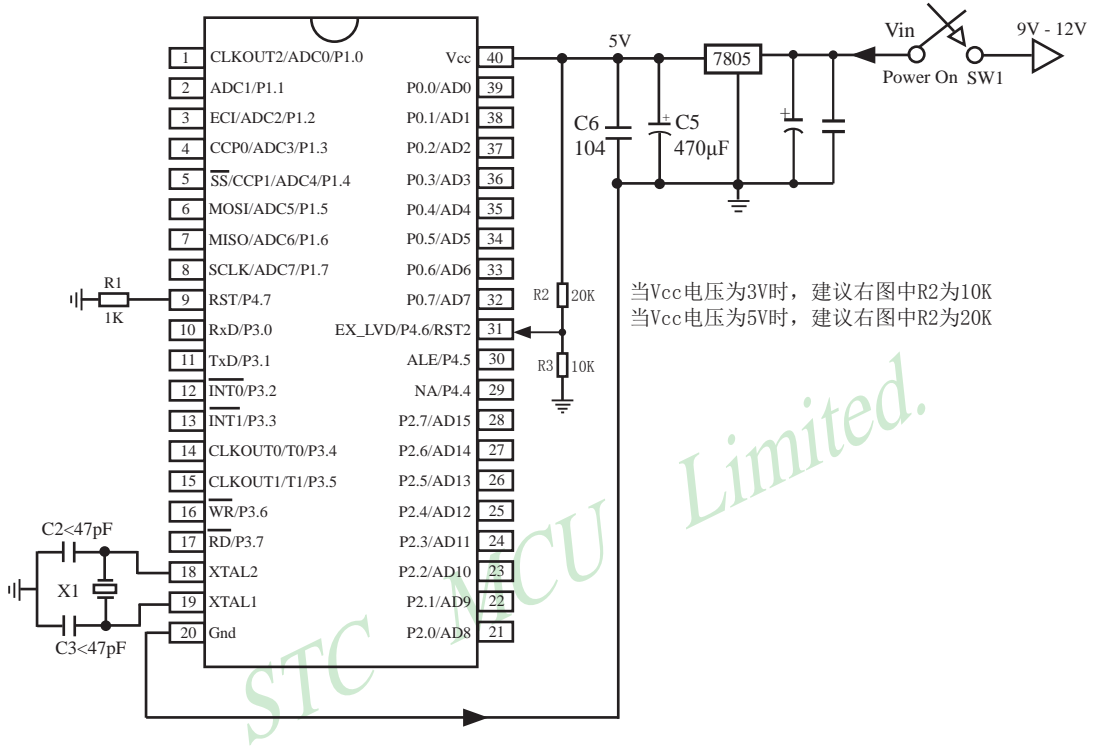 1 CLKOUT2/ADC0/P1.0
2 ADC1/P1.1
3 ECI/ADC2/P1.2
4 CCP0/ADC3/P1.3
5 SS/CCP1/ADC4/P1.4
6 MOSI/ADC5/P1.5
7 MISO/ADC6/P1.6
8 SCLK/ADC7/P1.7
9 RST/P4.7
10 RxD/P3.0
11 TxD/P3.1
12 INT0/P3.2
13 INT1/P3.3
14 CLKOUT0/T0/P3.4
15 CLKOUT1/T1/P3.5
16 WR/P3.6
17 RD/P3.7
18 XTAL2
19 XTAL1
20 Gnd
Vcc 40
P0.0/AD0 39
P0.1/AD1 38
P0.2/AD2 37
P0.3/AD3 36
P0.4/AD4 35
P0.5/AD5 34
P0.6/AD6 33
P0.7/AD7 32
EX_LVD/P4.6/RST2 31
ALE/P4.5 30
NA/P4.4 29
P2.7/AD15 28
P2.6/AD14 27
P2.5/AD13 26
P2.4/AD12 25
P2.3/AD11 24
P2.2/AD10 23
P2.1/AD9 22
P2.0/AD8 21
R1
1K
C2<47pF
X1
C3<47pF
5V
7805
Vin
9V - 12V
Power On SW1
C6
104
+
C5
470μF
+
R2 20K
R3 10K
当Vcc电压为3V时，建议右图中R2为10K
当Vcc电压为5V时，建议右图中R2为20K
STC MCU Limited.